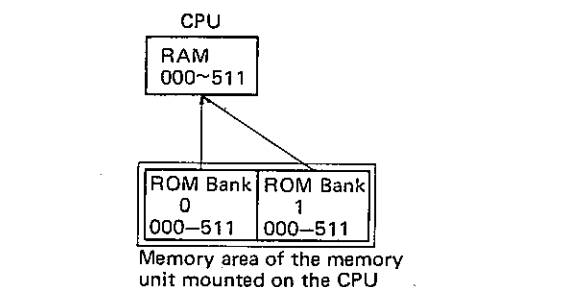 CPU
RAM
000~511
ROM Bank
0
000–511
ROM Bank
1
000–511
Memory area of the memory
unit mounted on the CPU